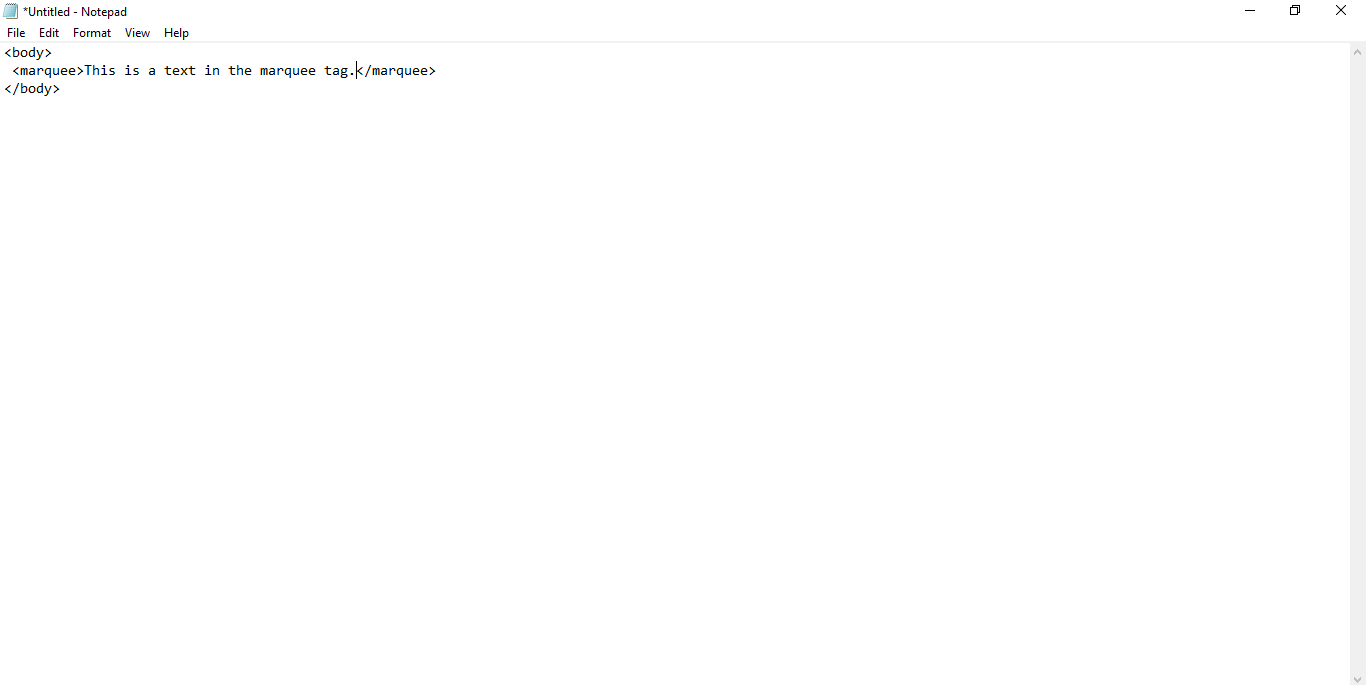 *Untitled - Notepad
File Edit Format View Help
<body>
 <marquee>This is a text in the marquee tag.</marquee>
</body>